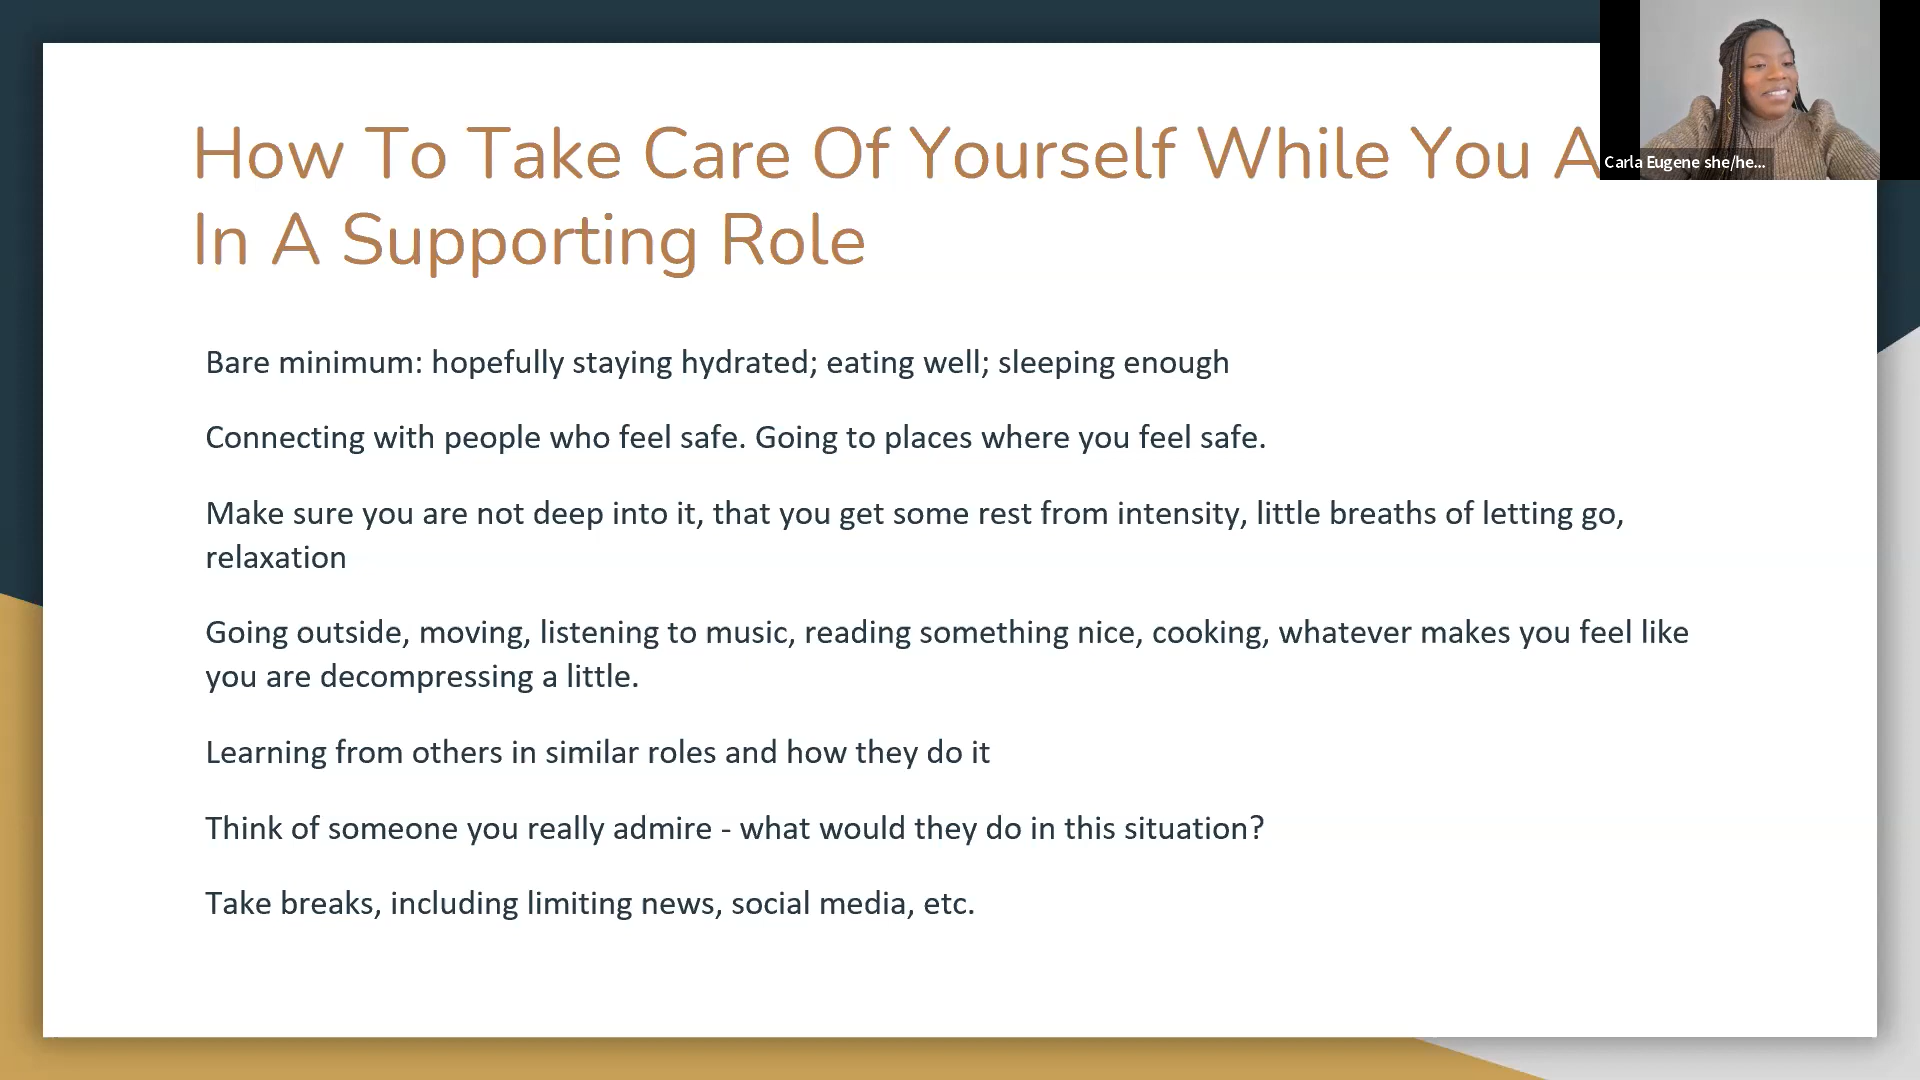 How To Take Care Of Yourself While You A
In A Supporting Role
Carla Eugene she/he...
Bare minimum: hopefully staying hydrated; eating well; sleeping enough
Connecting with people who feel safe. Going to places where you feel safe.
Make sure you are not deep into it, that you get some rest from intensity, little breaths of letting go,
relaxation
Going outside, moving, listening to music, reading something nice, cooking, whatever makes you feel like
you are decompressing a little.
Learning from others in similar roles and how they do it
Think of someone you really admire - what would they do in this situation?
Take breaks, including limiting news, social media, etc.